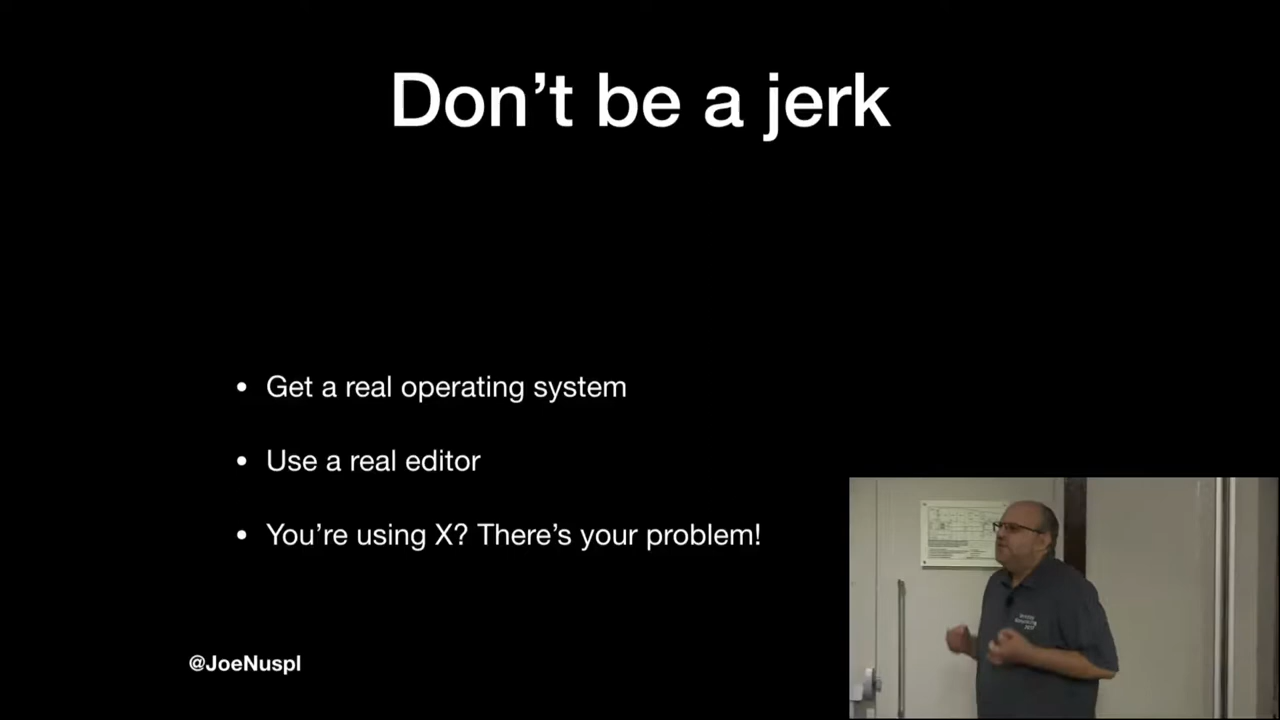 Don't be a jerk
• Get a real operating system
• Use a real editor
• You're using X? There's your problem!
@JoeNuspl